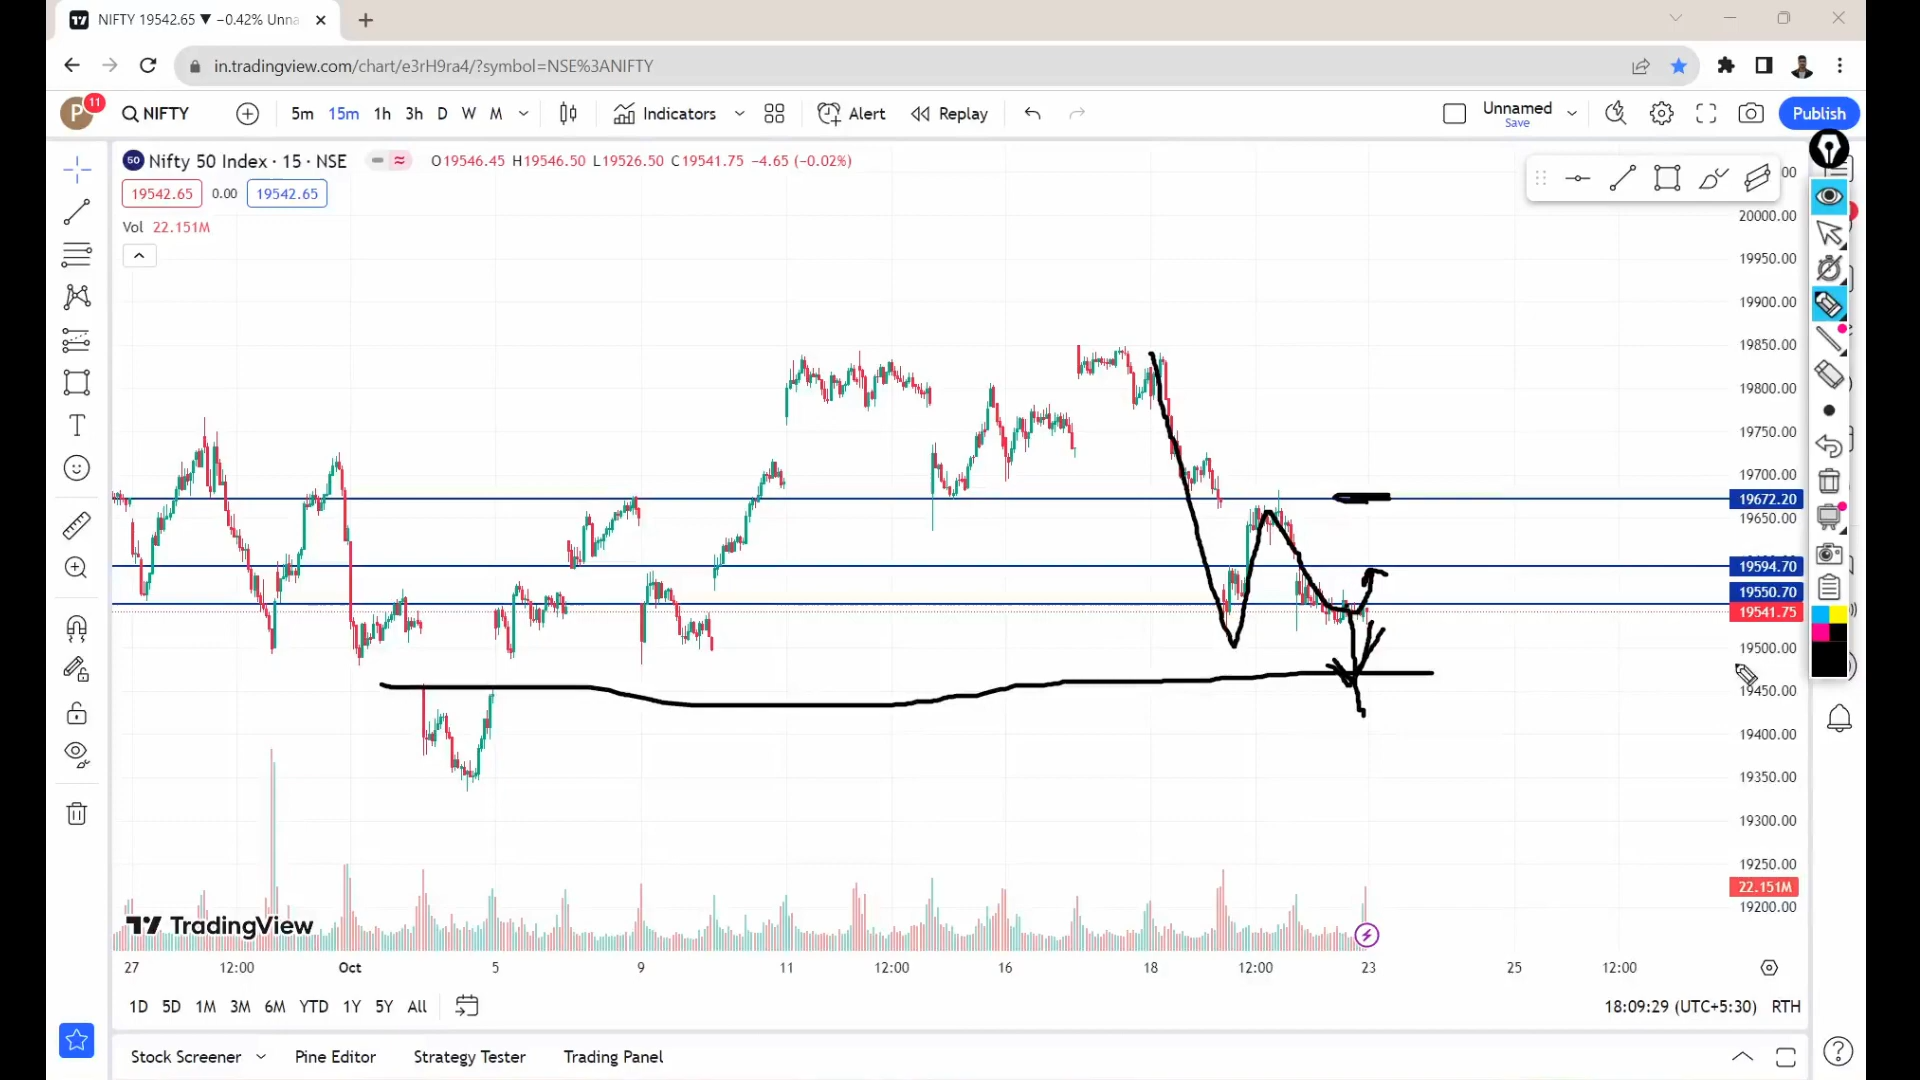 NIFTY 19542.65 ▼ −0.42% Unna
in.tradingview.com/chart/e3rH9ra4/?symbol=NSE%3ANIFTY
P 11 NIFTY 5m 15m 1h 3h D W M Indicators Alert Replay Unnamed Save Publish
50 Nifty 50 Index · 15 · NSE O19546.45 H19546.50 L19526.50 C19541.75 −4.65 (−0.02%)
19542.65 0.00 19542.65
Vol 22.151M
20000.00
19950.00
19900.00
19850.00
19800.00
19750.00
19700.00
19672.20
19650.00
19594.70
19550.70
19541.75
19500.00
19450.00
19400.00
19350.00
19300.00
19250.00
22.151M
19200.00
TradingView
27 12:00 Oct 5 9 11 12:00 16 18 12:00 23 25 12:00
1D 5D 1M 3M 6M YTD 1Y 5Y All 18:09:29 (UTC+5:30) RTH
Stock Screener Pine Editor Strategy Tester Trading Panel